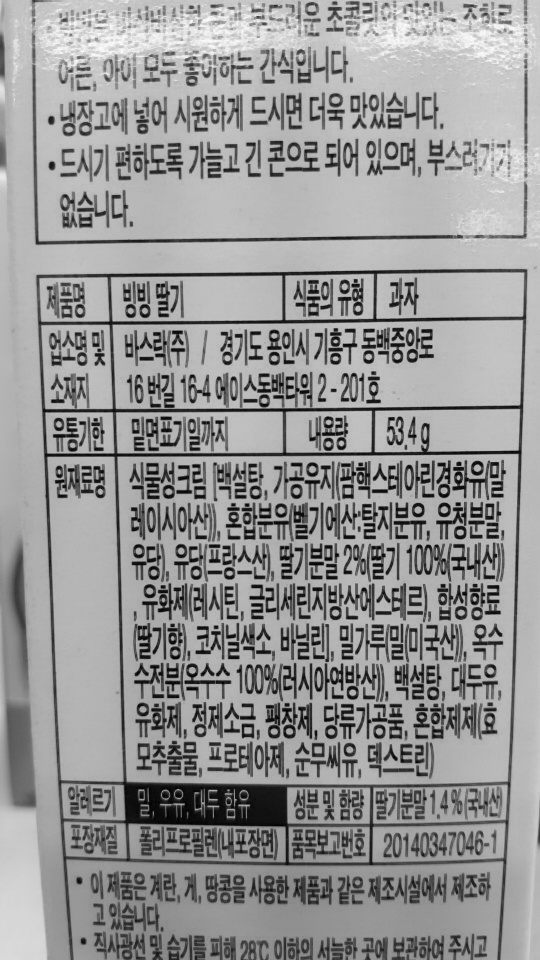 • 빙빙은 바삭바삭한 콘과 부드러운 초콜릿의 맛있는 조화로
어른, 아이 모두 좋아하는 간식입니다.
• 냉장고에 넣어 시원하게 드시면 더욱 맛있습니다.
• 드시기 편하도록 가늘고 긴 콘으로 되어 있으며, 부스러기가
없습니다.
제품명 빙빙 딸기 식품의 유형 과자
업소명 및 바스락(주) / 경기도 용인시 기흥구 동백중앙로
소재지 16 번길 16-4 에이스동백타워 2 - 201호
유통기한 밑면표기일까지 내용량 53.4 g
원재료명 식물성크림 [백설탕, 가공유지(팜핵스테아린경화유(말
레이시아산)), 혼합분유(벨기에산:탈지분유, 유청분말,
유당), 유당(프랑스산), 딸기분말 2%(딸기 100%(국내산))
, 유화제(레시틴, 글리세린지방산에스테르), 합성향료
(딸기향), 코치닐색소, 바닐린], 밀가루(밀(미국산)), 옥수
수전분(옥수수 100%(러시아연방산)), 백설탕, 대두유,
유화제, 정제소금, 팽창제, 당류가공품, 혼합제제(효
모추출물, 프로테아제, 순무씨유, 덱스트린)
알레르기 밀, 우유, 대두 함유 성분 및 함량 딸기분말 1.4 % (국내산)
포장재질 폴리프로필렌(내포장면) 품목보고번호 20140347046-1
• 이 제품은 계란, 게, 땅콩을 사용한 제품과 같은 제조시설에서 제조하
고 있습니다.
• 직사광선 및 습기를 피해 28℃ 이하의 서늘한 곳에 보관하여 주시고